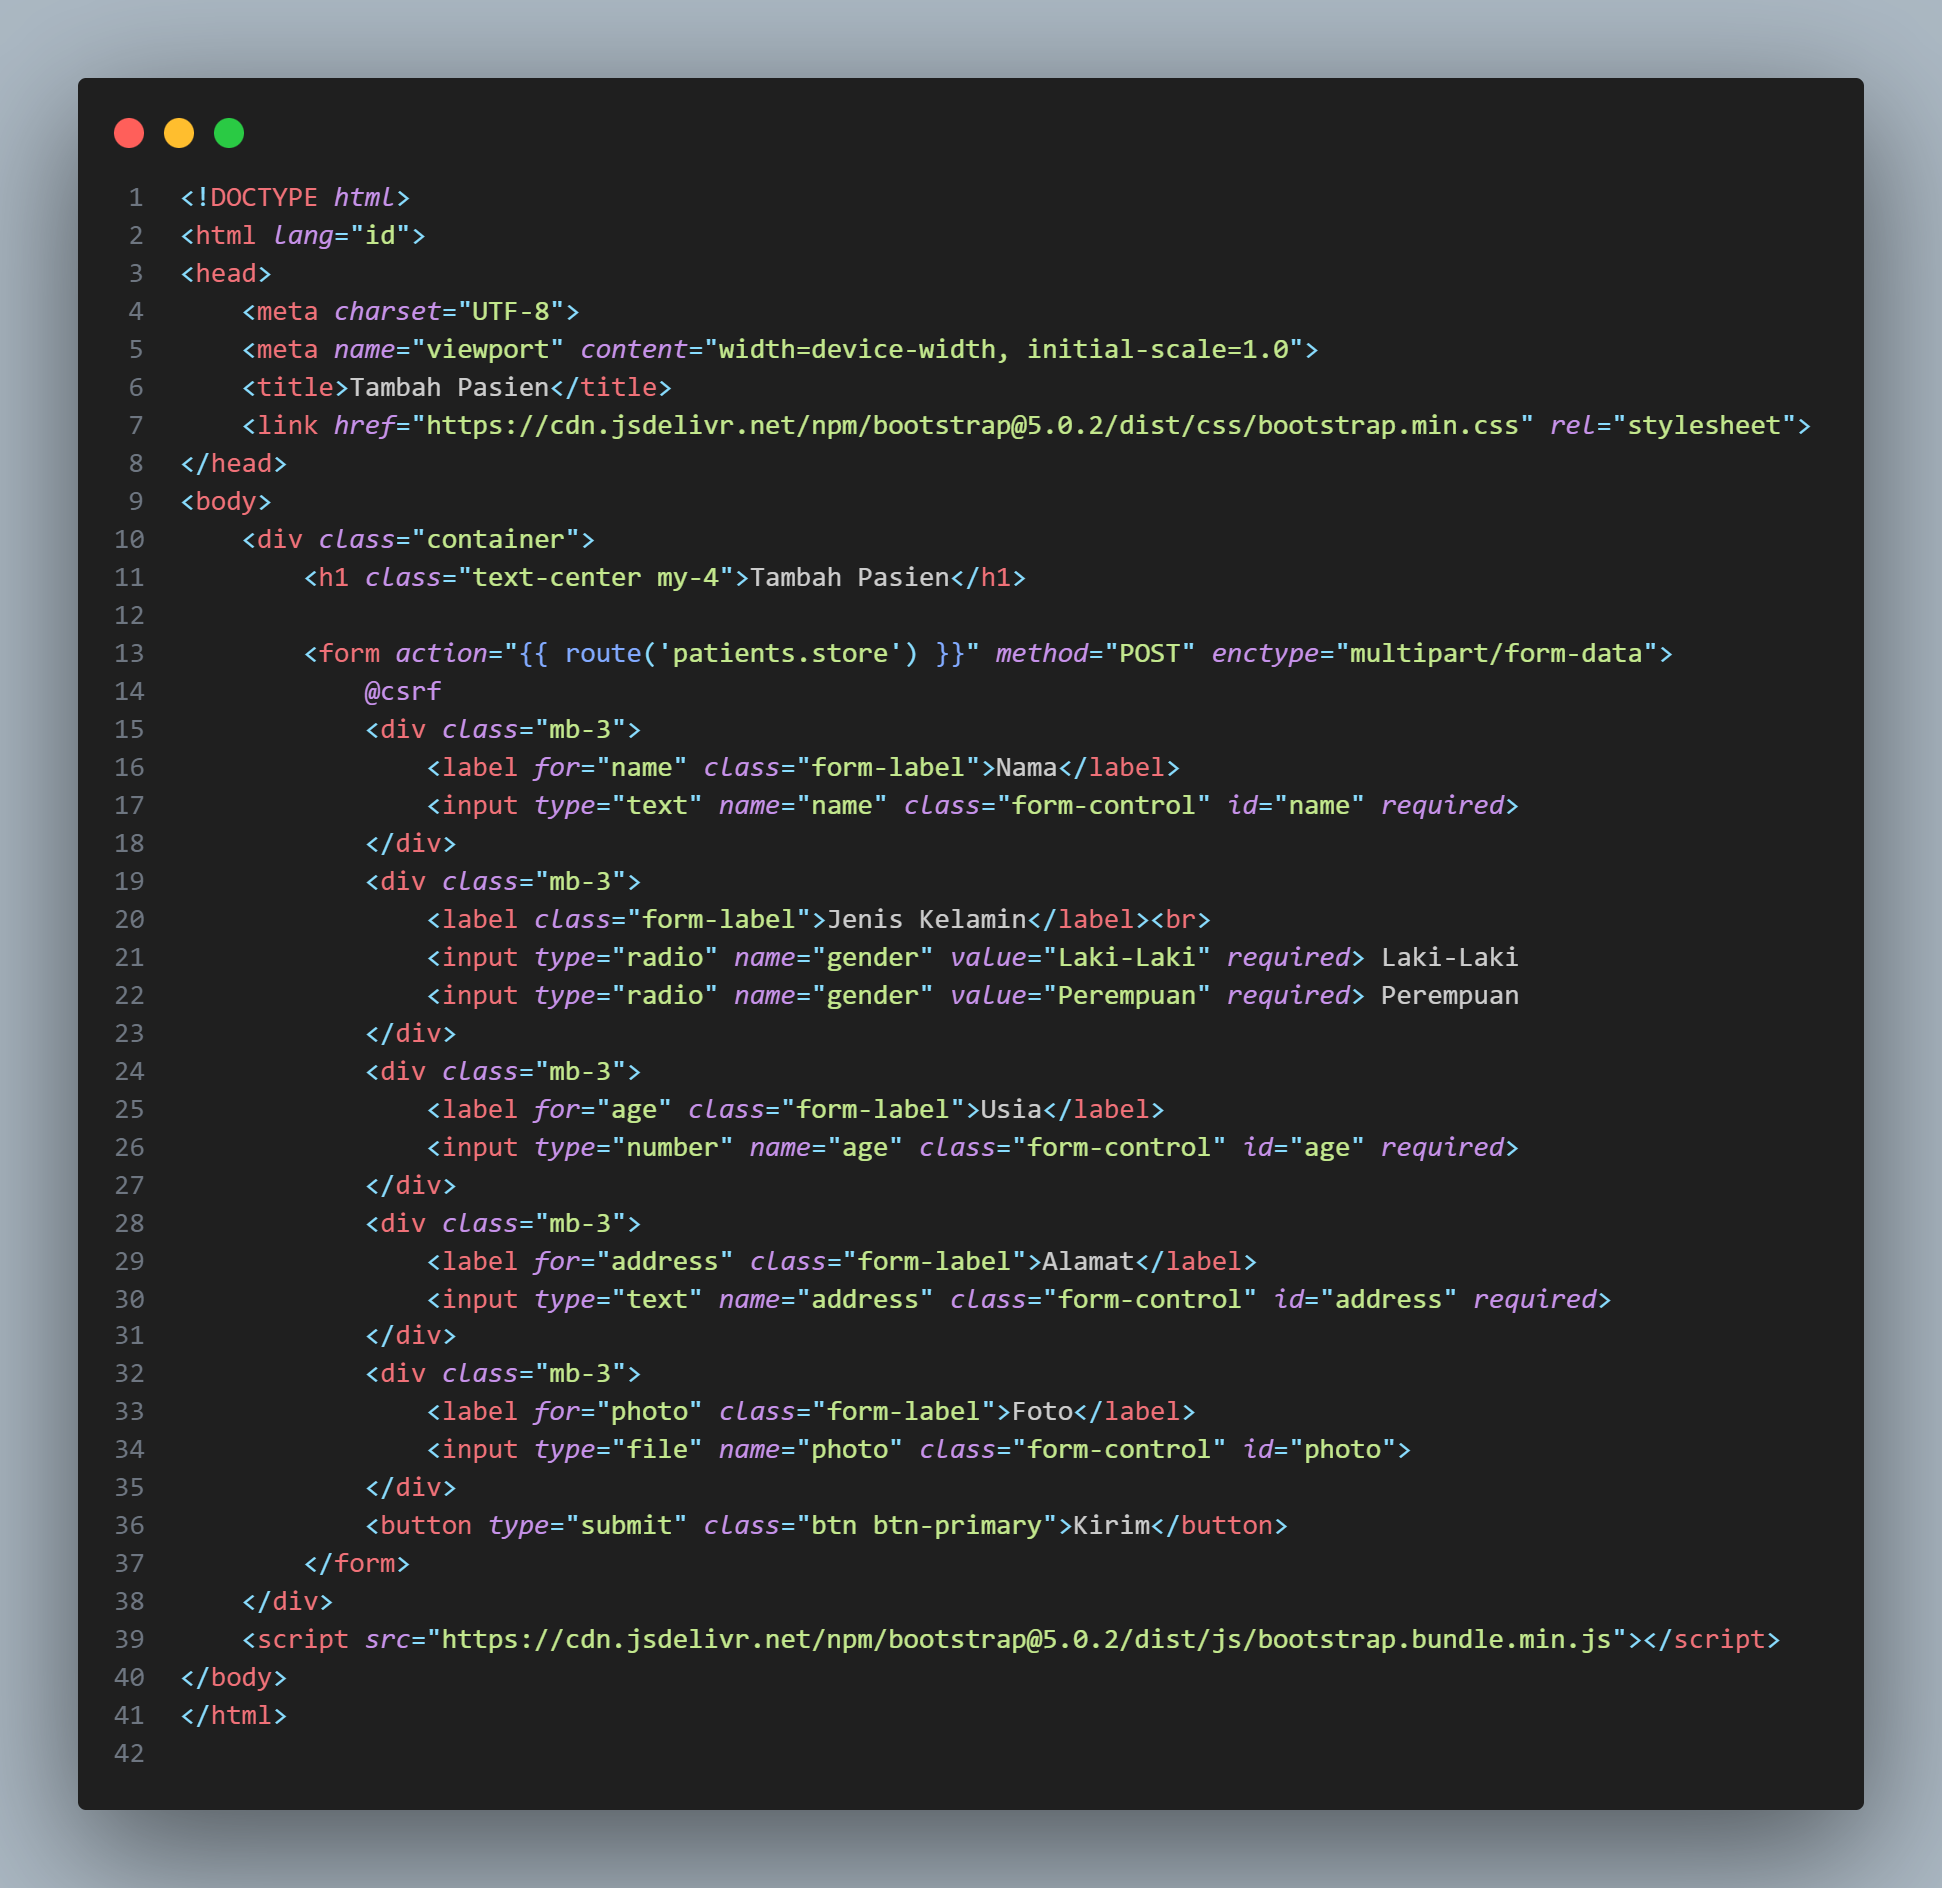 1 <!DOCTYPE html>
2 <html lang="id">
3 <head>
4     <meta charset="UTF-8">
5     <meta name="viewport" content="width=device-width, initial-scale=1.0">
6     <title>Tambah Pasien</title>
7     <link href="https://cdn.jsdelivr.net/npm/bootstrap@5.0.2/dist/css/bootstrap.min.css" rel="stylesheet">
8 </head>
9 <body>
10     <div class="container">
11         <h1 class="text-center my-4">Tambah Pasien</h1>
12
13         <form action="{{ route('patients.store') }}" method="POST" enctype="multipart/form-data">
14             @csrf
15             <div class="mb-3">
16                 <label for="name" class="form-label">Nama</label>
17                 <input type="text" name="name" class="form-control" id="name" required>
18             </div>
19             <div class="mb-3">
20                 <label class="form-label">Jenis Kelamin</label><br>
21                 <input type="radio" name="gender" value="Laki-Laki" required> Laki-Laki
22                 <input type="radio" name="gender" value="Perempuan" required> Perempuan
23             </div>
24             <div class="mb-3">
25                 <label for="age" class="form-label">Usia</label>
26                 <input type="number" name="age" class="form-control" id="age" required>
27             </div>
28             <div class="mb-3">
29                 <label for="address" class="form-label">Alamat</label>
30                 <input type="text" name="address" class="form-control" id="address" required>
31             </div>
32             <div class="mb-3">
33                 <label for="photo" class="form-label">Foto</label>
34                 <input type="file" name="photo" class="form-control" id="photo">
35             </div>
36             <button type="submit" class="btn btn-primary">Kirim</button>
37         </form>
38     </div>
39     <script src="https://cdn.jsdelivr.net/npm/bootstrap@5.0.2/dist/js/bootstrap.bundle.min.js"></script>
40 </body>
41 </html>
42